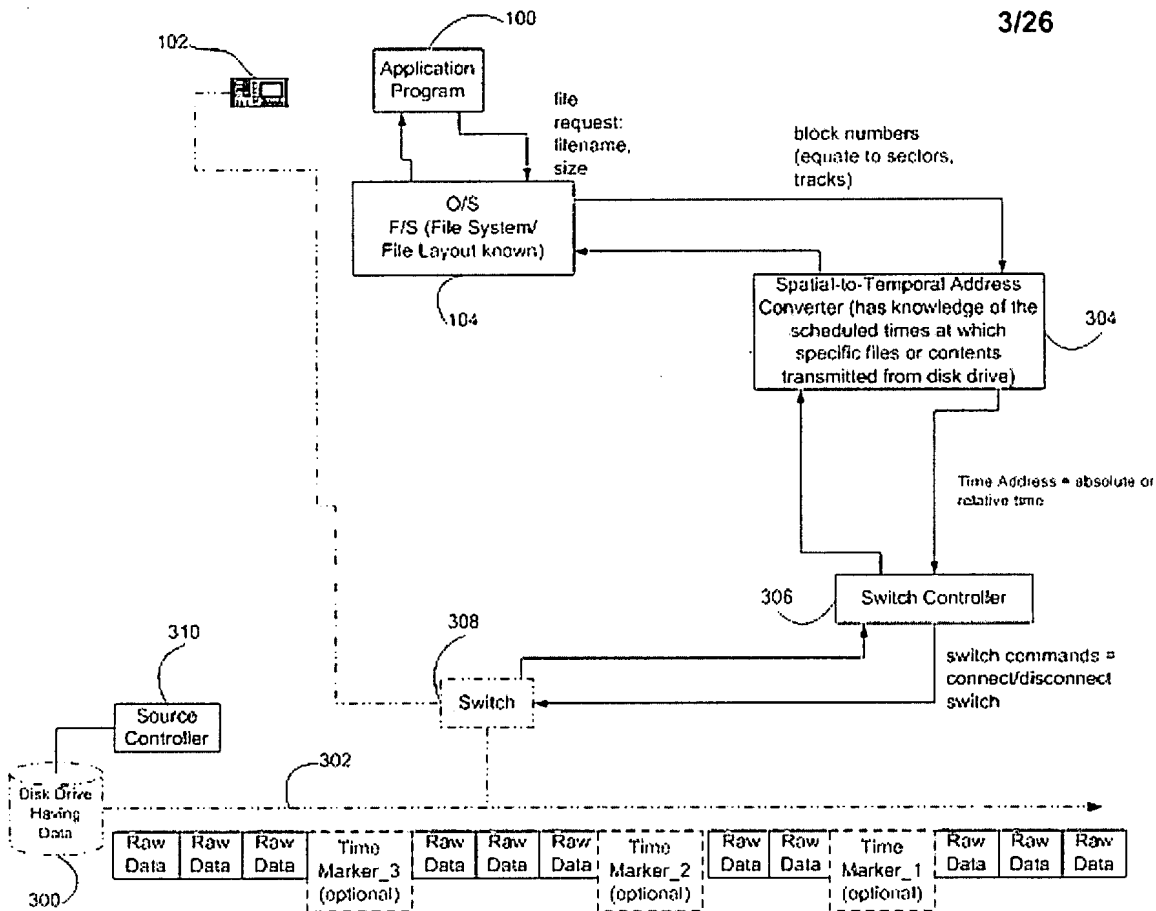 3/26
100
102
Application
Program
file
request:
filename,
size
block numbers
(equate to sectors,
tracks)
O/S
F/S (File System/
File Layout known)
104
Spatial-to-Temporal Address
Converter (has knowledge of the
scheduled times at which
specific files or contents
transmitted from disk drive)
304
Time Address = absolute or
relative time
306
Switch Controller
308
310
Switch
switch commands =
connect/disconnect
switch
Source
Controller
302
Disk Drive
Having
Data
300
Raw
Data
Raw
Data
Raw
Data
Time
Marker_3
(optional)
Raw
Data
Raw
Data
Raw
Data
Time
Marker_2
(optional)
Raw
Data
Raw
Data
Time
Marker_1
(optional)
Raw
Data
Raw
Data
Raw
Data